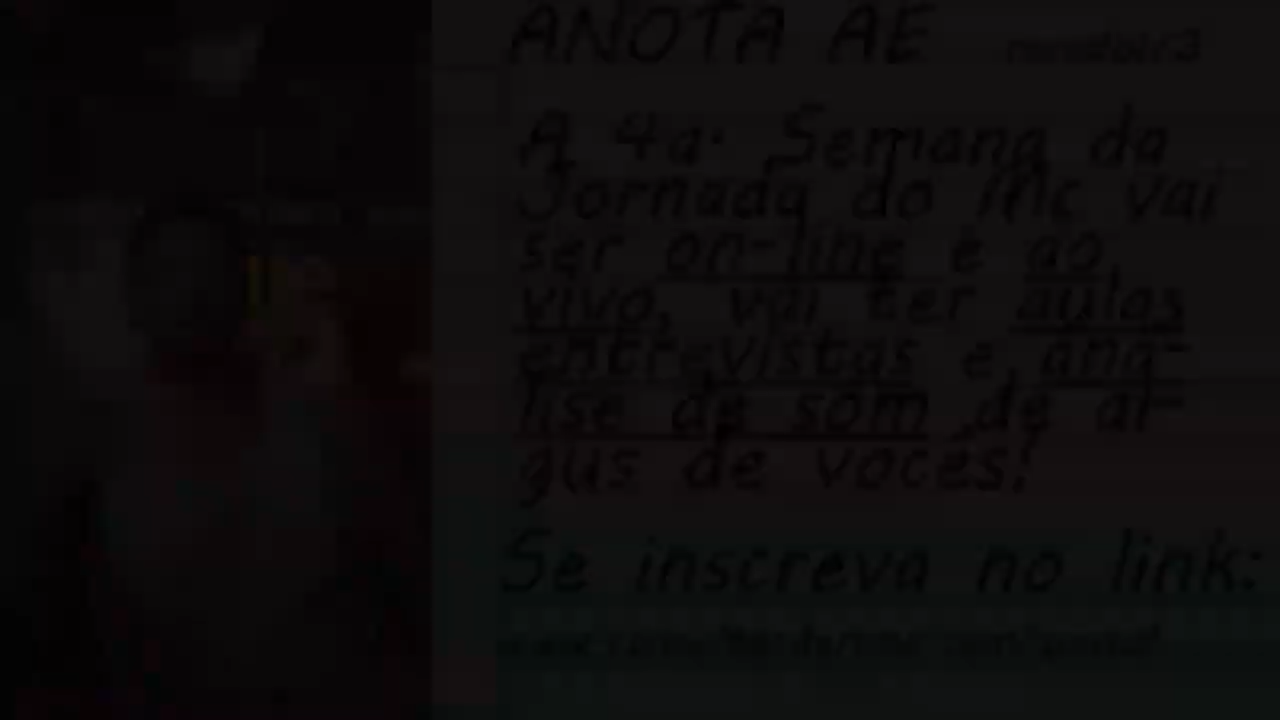 ANOTA AE
A 4a. Semana da
Jornada do mc vai
ser on-line e ao
vivo, vai ter aulas
entrevistas e aná-
lise de som de al-
guns de vocês!
Se inscreva no link: